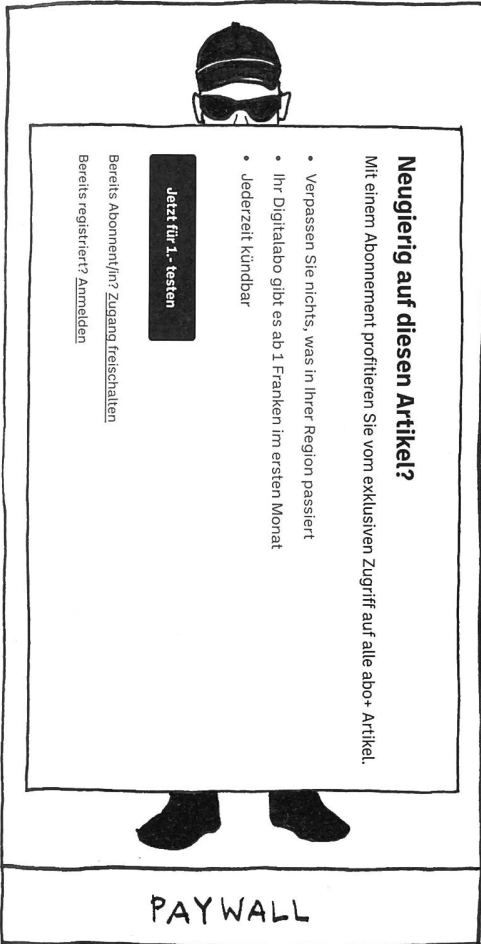 Neugierig auf diesen Artikel?
Mit einem Abonnement profitieren Sie vom exklusiven Zugriff auf alle abo+ Artikel.
• Verpassen Sie nichts, was in Ihrer Region passiert
• Ihr Digitalabo gibt es ab 1 Franken im ersten Monat
• Jederzeit kündbar
Jetzt für 1.- testen
Bereits Abonnent/in? Zugang freischalten
Bereits registriert? Anmelden
PAYWALL